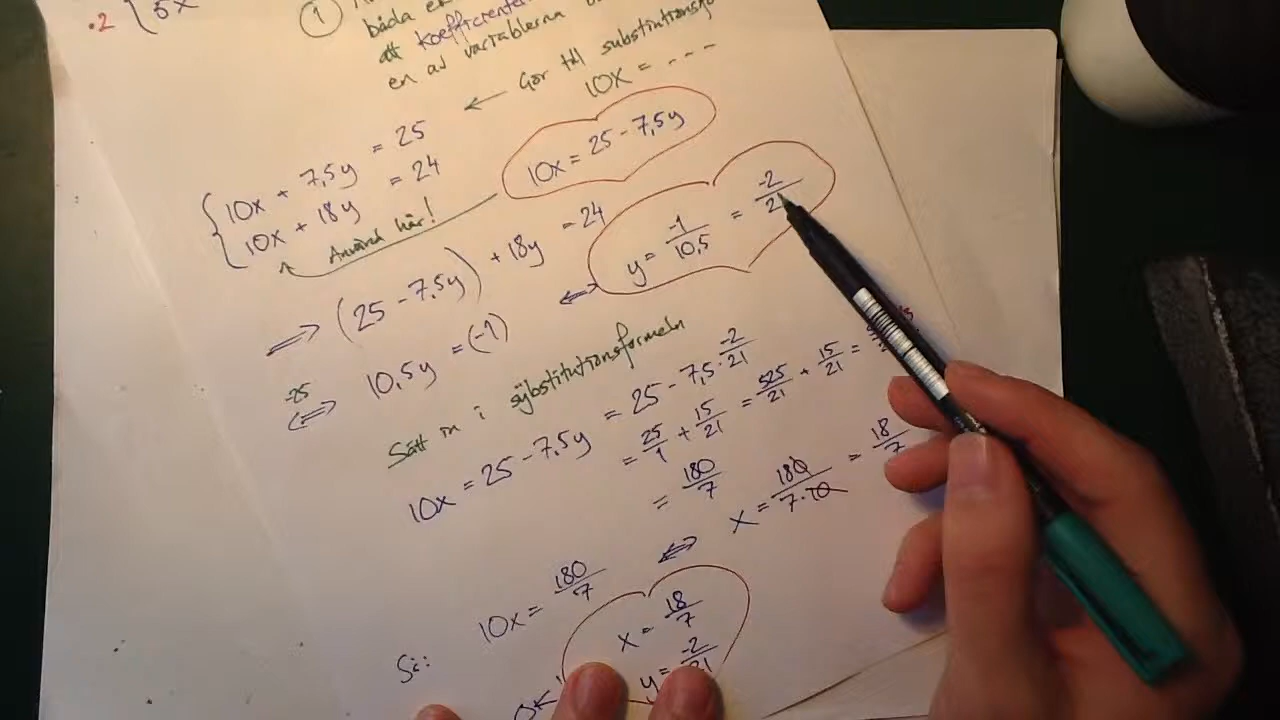 .2 { 5x
①
båda
att koefficienter
en av variablerna
← Gör till substitutionsfo
10x = ----
{ 10x + 7,5y = 25
10x + 18y = 24
10x = 25 - 7,5y
Använd här!
=> (25 - 7,5y) + 18y = 24
<=> y = -1/10,5 = -2/21
-25
<=> 10,5y = (-1)
Sätt in i sybstitutionsformeln
10x = 25 - 7,5y = 25 - 7,5 · -2/21
= 25/1 + 15/21 = 525/21 + 15/21 =
= 180/7
<=> x = 180/7·10 = 18/7
Så: 10x = 180/7
x = 18/7
y = -2/21